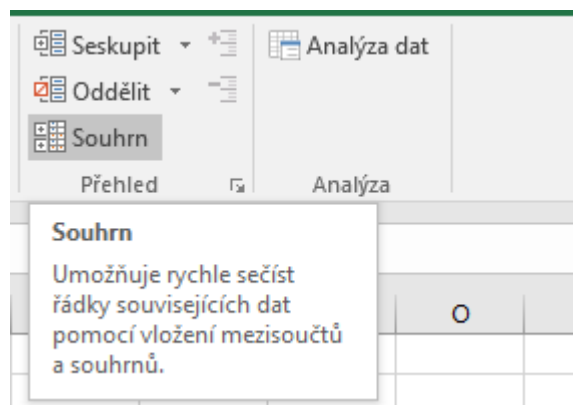 Seskupit
Analýza dat
Oddělit
Souhrn
Přehled
Analýza
Souhrn
Umožňuje rychle sečíst
řádky souvisejících dat
pomocí vložení mezisoučtů
a souhrnů.
O